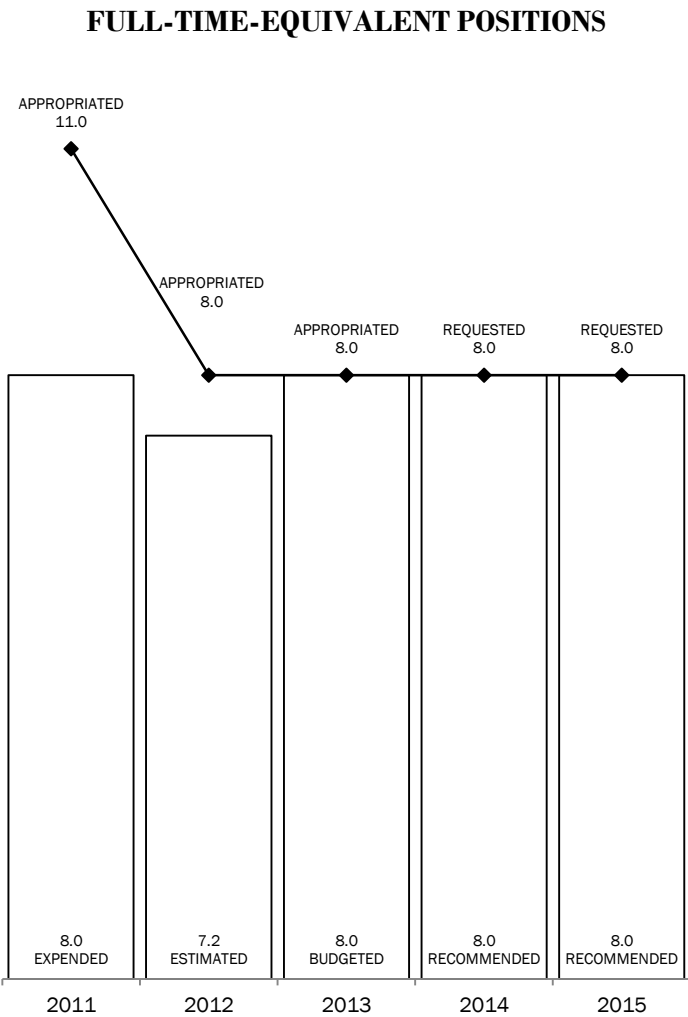 FULL-TIME-EQUIVALENT POSITIONS
APPROPRIATED
11.0
APPROPRIATED
8.0
APPROPRIATED
8.0
REQUESTED
8.0
REQUESTED
8.0
8.0
EXPENDED
7.2
ESTIMATED
8.0
BUDGETED
8.0
RECOMMENDED
8.0
RECOMMENDED
2011
2012
2013
2014
2015